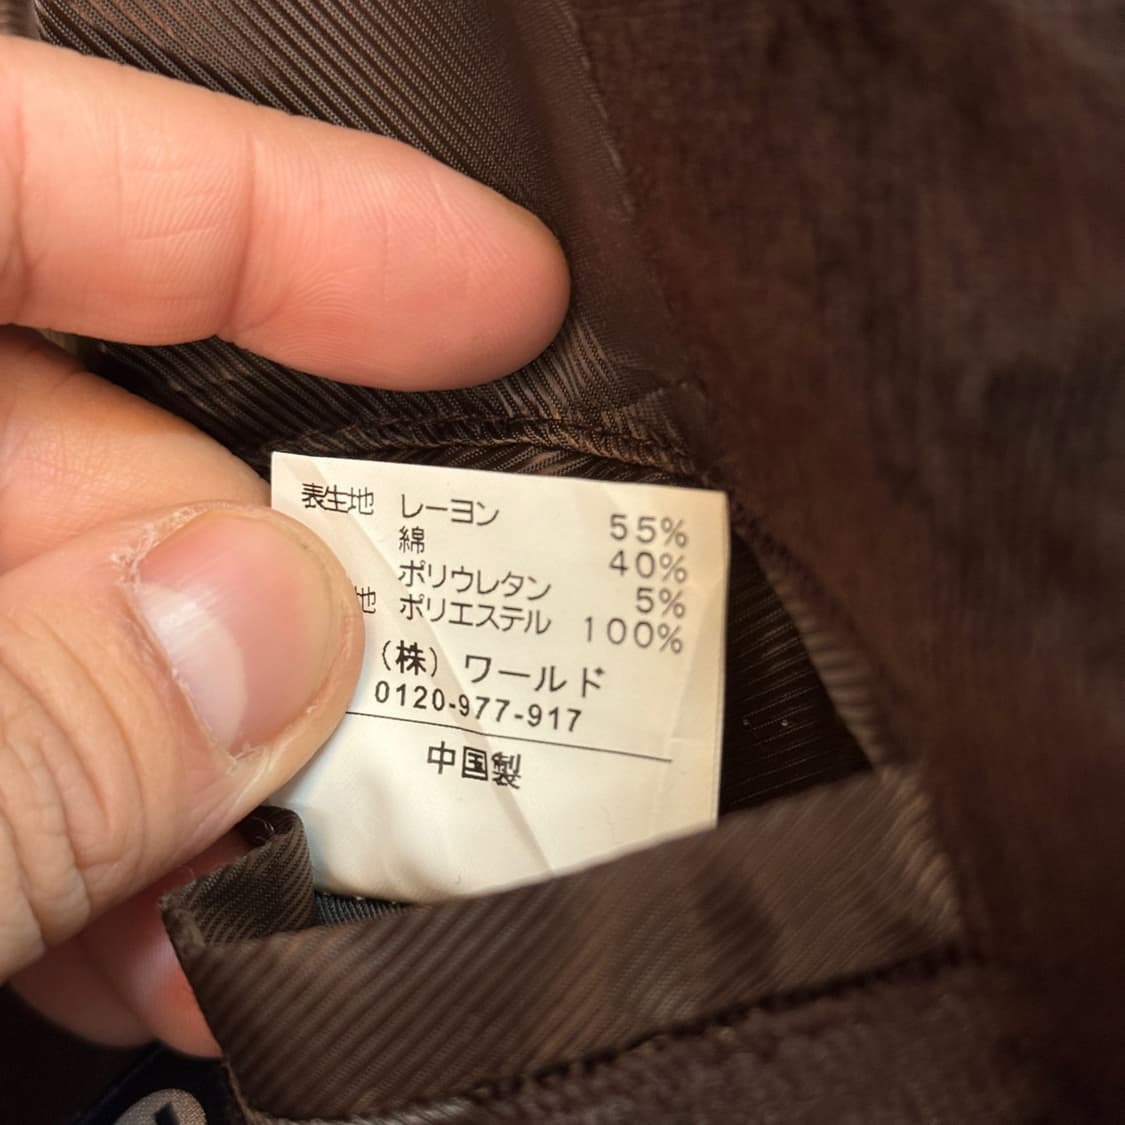 表生地 レーヨン 55%
綿 40%
ポリウレタン 5%
地 ポリエステル 100%
(株) ワールド
0120-977-917
中国製